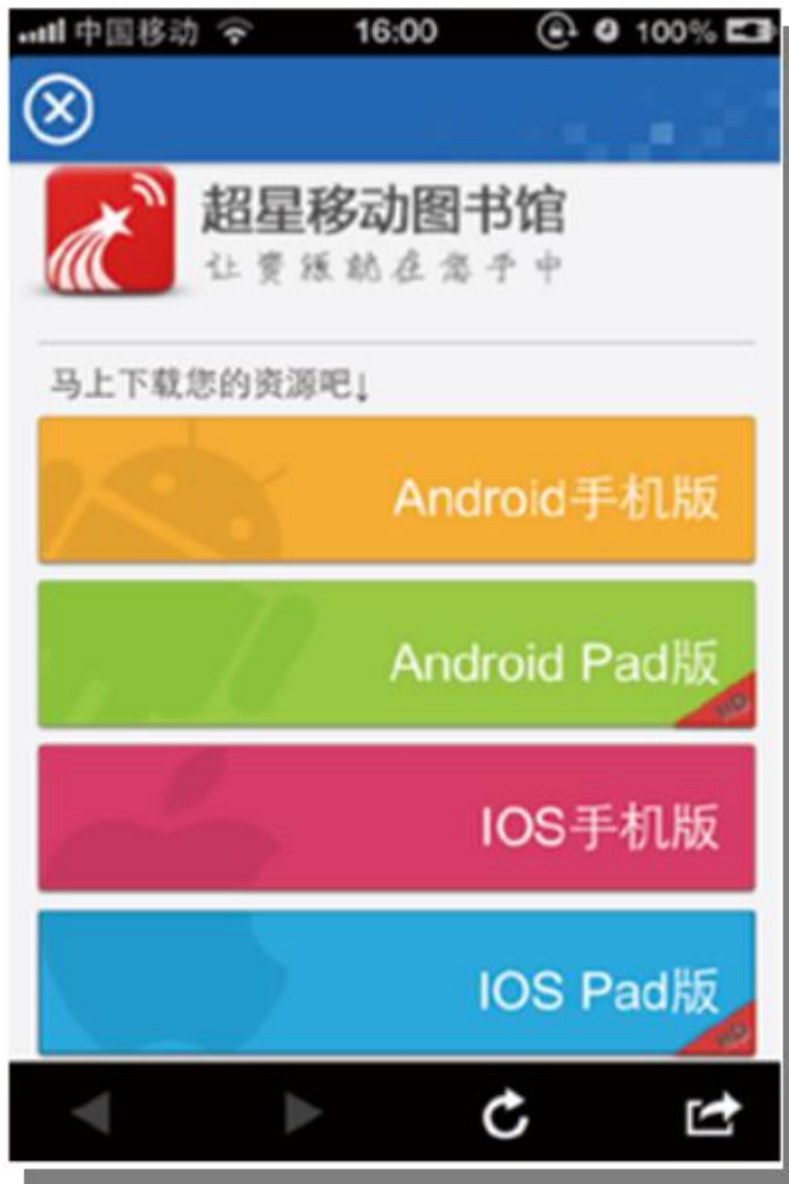 中国移动 16:00 100%
超星移动图书馆
让资源就在您手中
马上下载您的资源吧↓
Android手机版
Android Pad版
HD
IOS手机版
IOS Pad版
HD